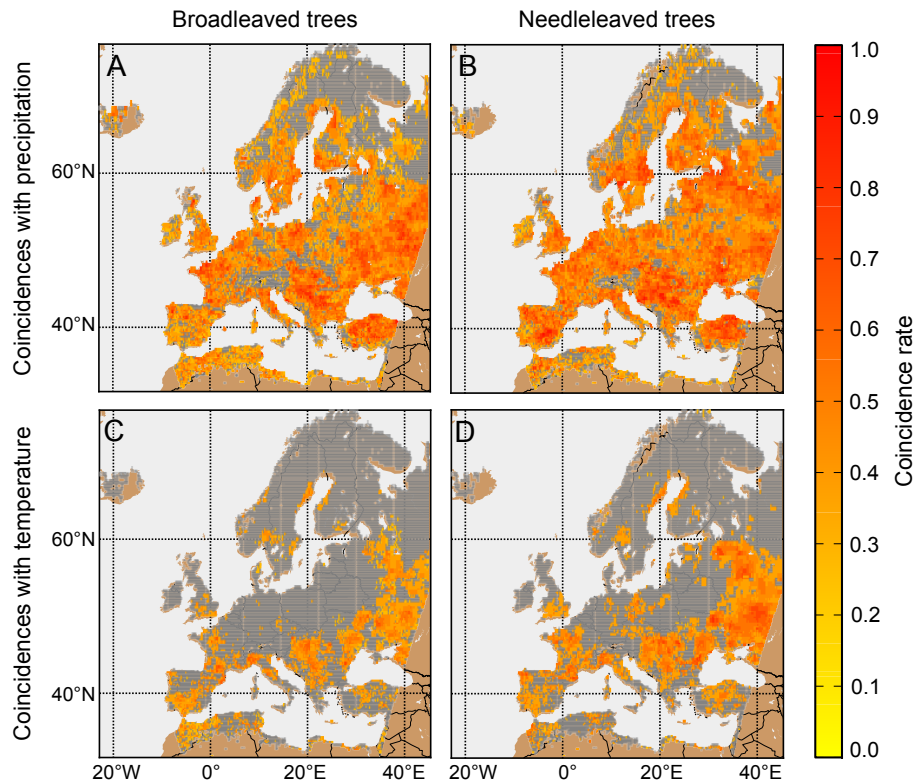 Broadleaved trees
Needleleaved trees
Coincidences with precipitation
A
B
60°N
40°N
Coincidences with temperature
C
D
60°N
40°N
20°W
0°
20°E
40°E
20°W
0°
20°E
40°E
1.0
0.9
0.8
0.7
0.6
0.5
0.4
0.3
0.2
0.1
0.0
Coincidence rate